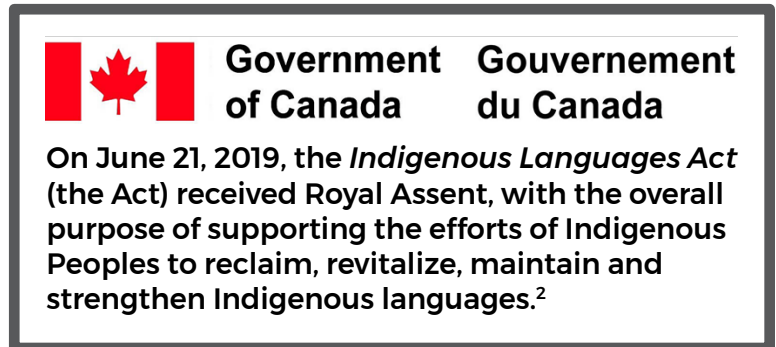 Government Gouvernement
of Canada du Canada
On June 21, 2019, the Indigenous Languages Act
(the Act) received Royal Assent, with the overall
purpose of supporting the efforts of Indigenous
Peoples to reclaim, revitalize, maintain and
strengthen Indigenous languages.²